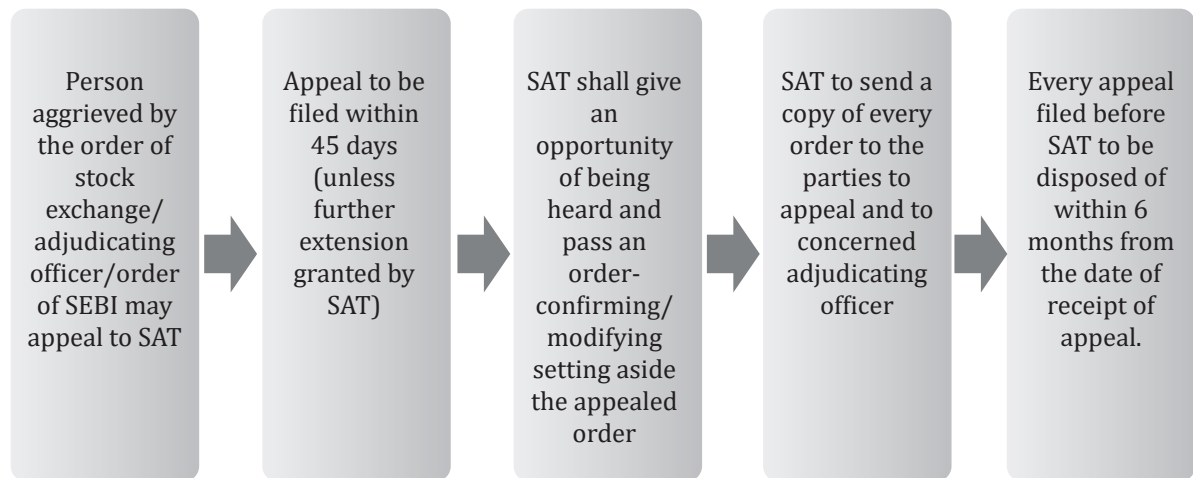 Person
aggrieved by
the order of
stock
exchange/
adjudicating
officer/order
of SEBI may
appeal to SAT
Appeal to be
filed within
45 days
(unless
further
extension
granted by
SAT)
SAT shall give
an
opportunity
of being
heard and
pass an
order-
confirming/
modifying
setting aside
the appealed
order
SAT to send a
copy of every
order to the
parties to
appeal and to
concerned
adjudicating
officer
Every appeal
filed before
SAT to be
disposed of
within 6
months from
the date of
receipt of
appeal.